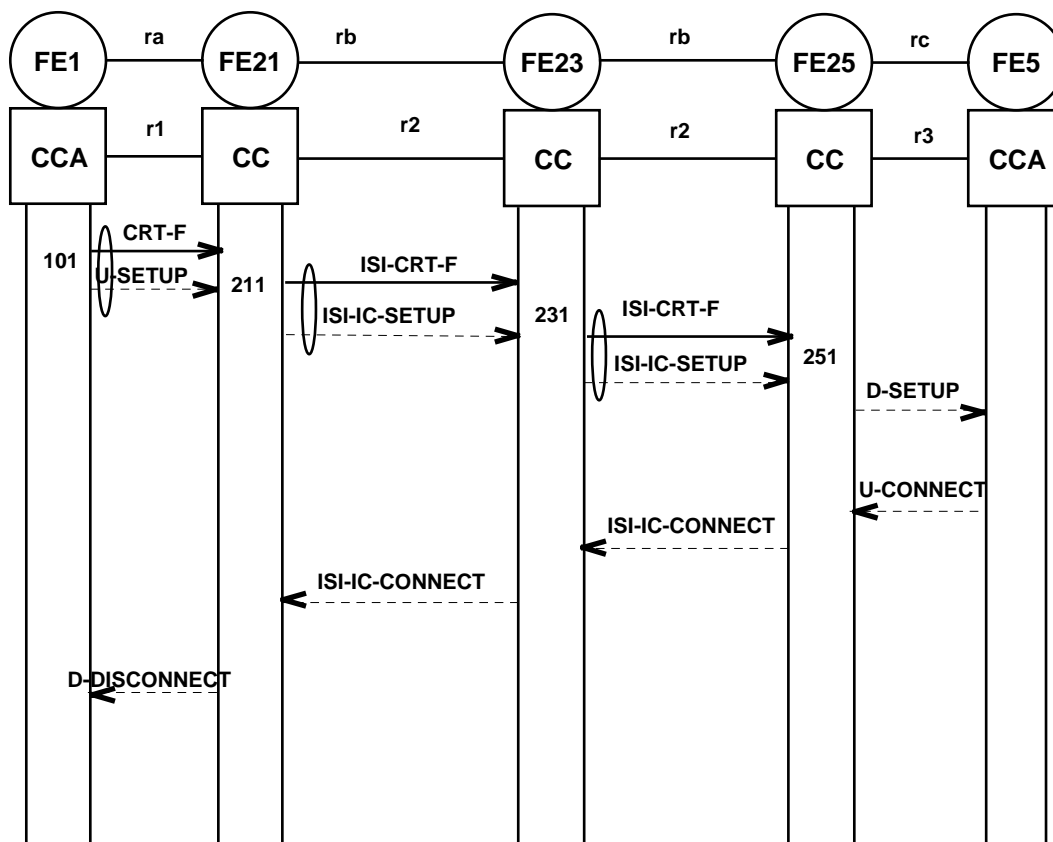 ra rb rb rc
FE1 FE21 FE23 FE25 FE5
r1 r2 r2 r3
CCA CC CC CC CCA
CRT-F
101
ISI-CRT-F
U-SETUP
211
ISI-CRT-F
231
ISI-IC-SETUP
251
ISI-IC-SETUP
D-SETUP
U-CONNECT
ISI-IC-CONNECT
ISI-IC-CONNECT
D-DISCONNECT